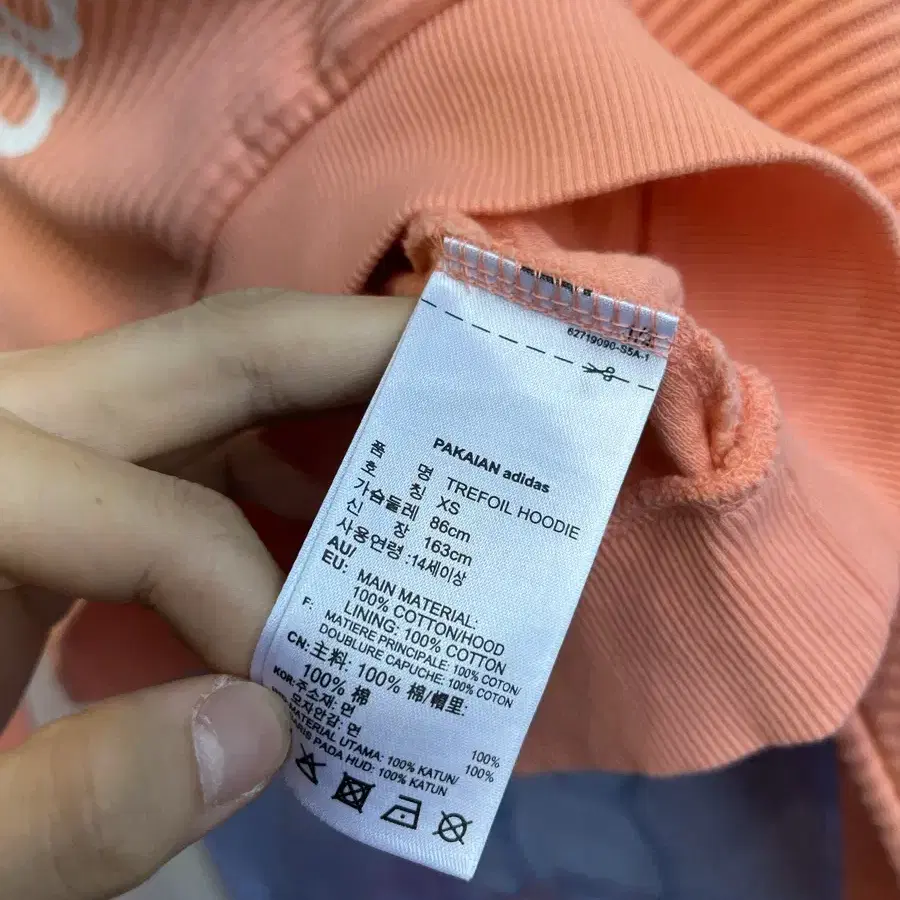 62719090-S5A-1
PAKAIAN adidas
품 명 TREFOIL HOODIE
호 칭 XS
가슴둘레 86cm
신 장 163cm
사용연령 :14세이상
AU/
EU: MAIN MATERIAL:
100% COTTON/HOOD
LINING: 100% COTTON
F: MATIERE PRINCIPALE: 100% COTON/
DOUBLURE CAPUCHE: 100% COTON
CN: 主料: 100% 棉/帽里:
100% 棉
KOR: 주소재: 면 100%
모자안감: 면 100%
MATERIAL UTAMA: 100% KATUN/
PADA HUD: 100% KATUN